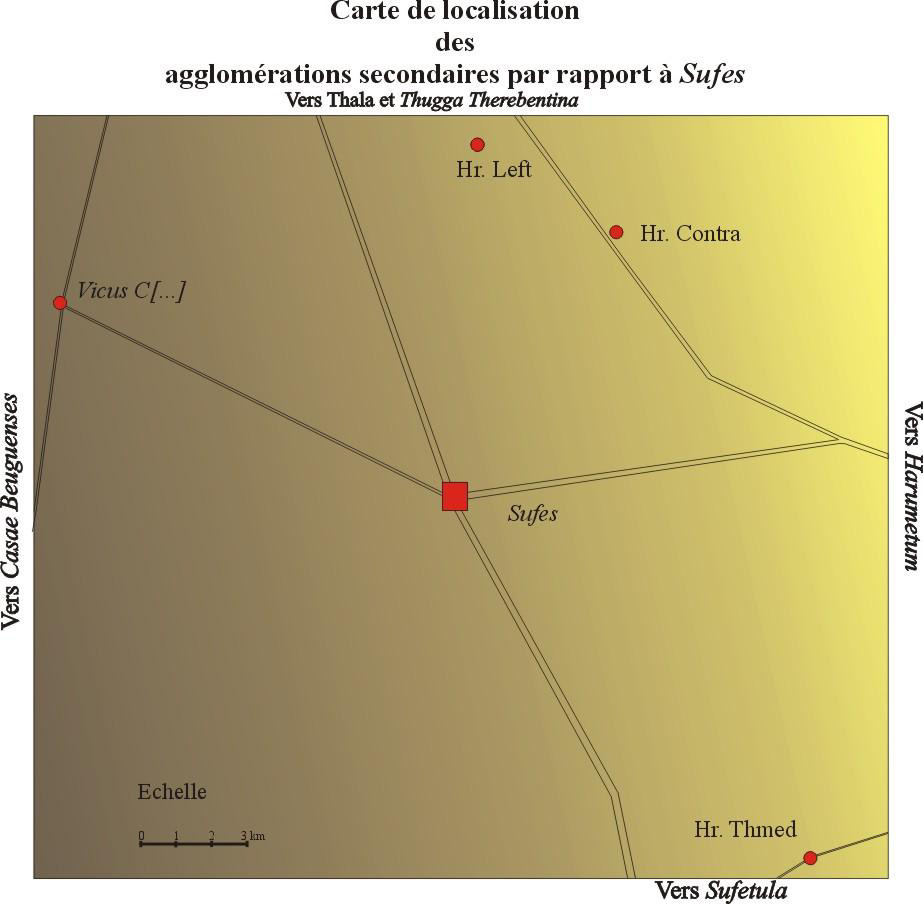 Carte de localisation
des
agglomérations secondaires par rapport à Sufes
Vers Thala et Thugga Therebentina
Hr. Left
Hr. Contra
Vicus C[...]
Vers Casae Beuguenses
Vers Harumetum
Sufes
Echelle
0 1 2 3 km
Hr. Thmed
Vers Sufetula